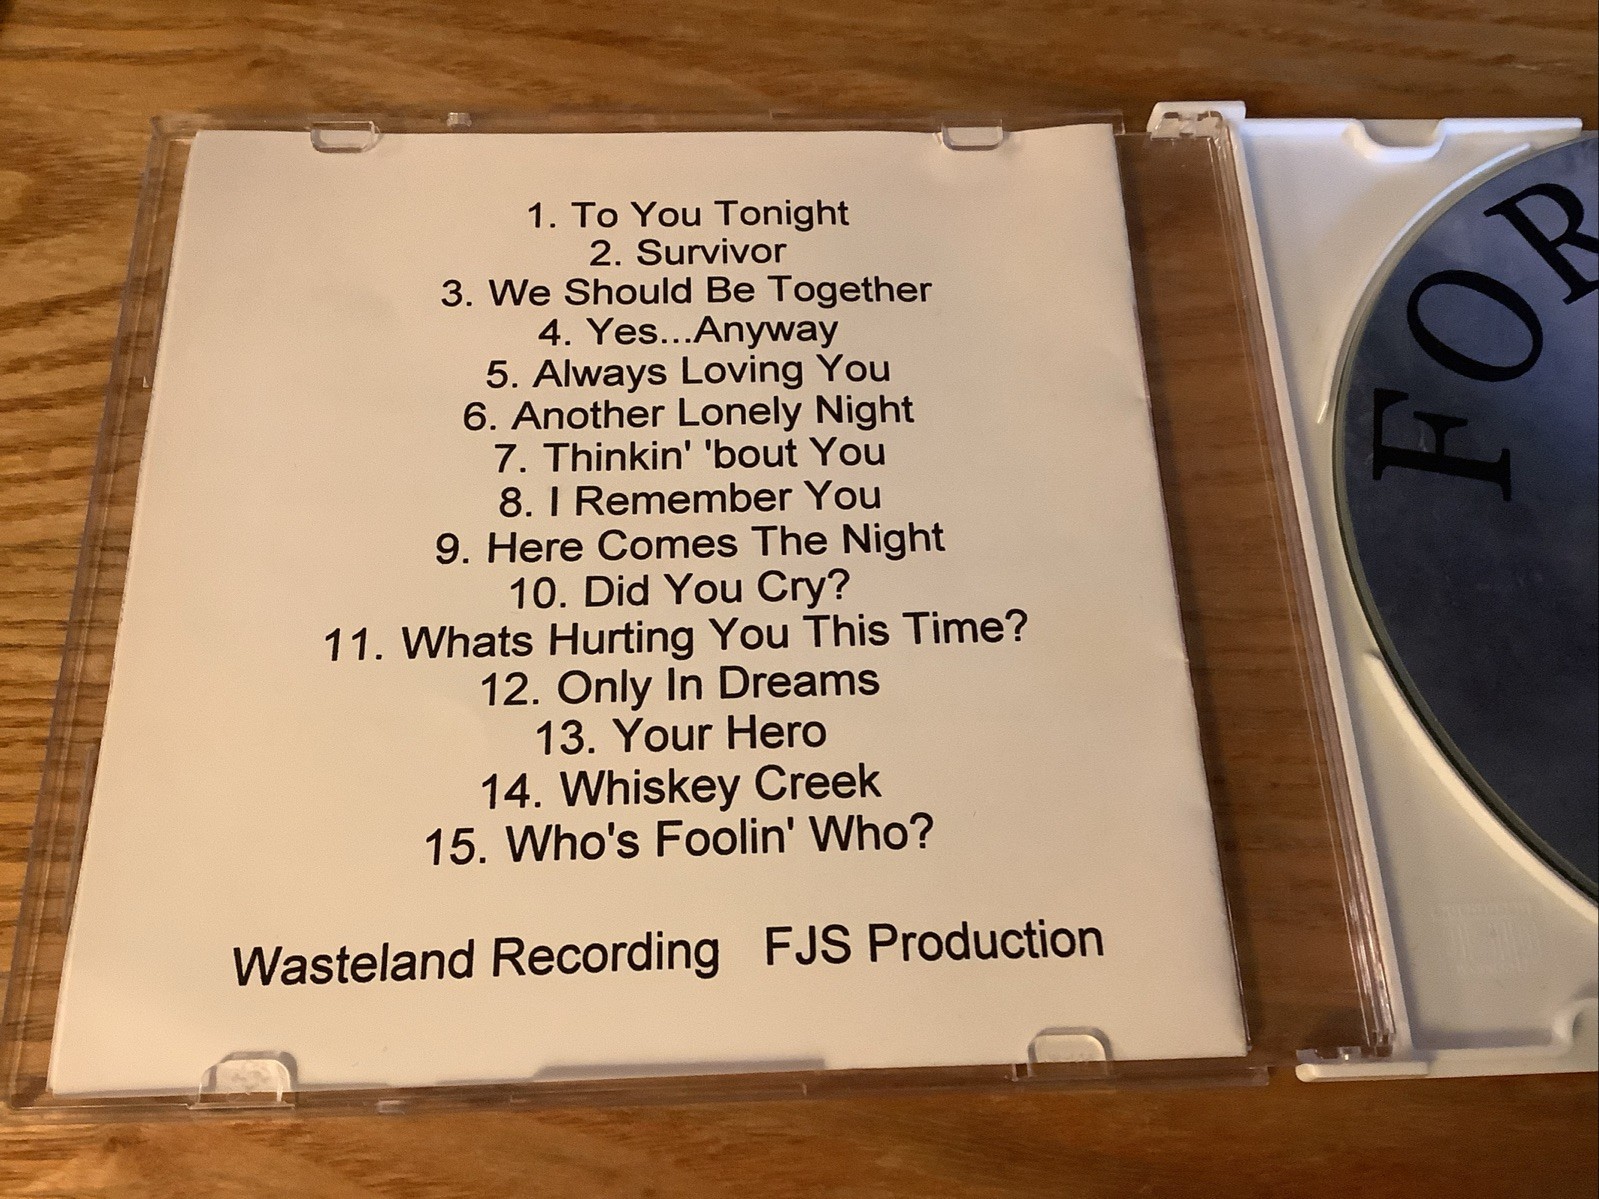 1. To You Tonight
2. Survivor
3. We Should Be Together
4. Yes...Anyway
5. Always Loving You
6. Another Lonely Night
7. Thinkin' 'bout You
8. I Remember You
9. Here Comes The Night
10. Did You Cry?
11. Whats Hurting You This Time?
12. Only In Dreams
13. Your Hero
14. Whiskey Creek
15. Who's Foolin' Who?
Wasteland Recording FJS Production
FOR